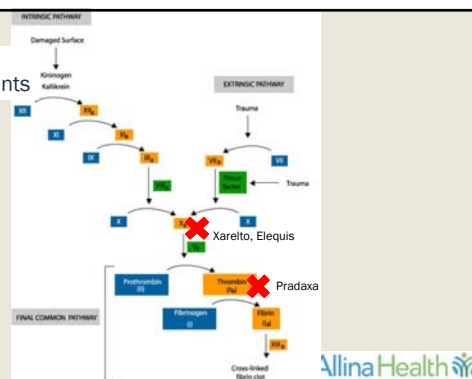 INTRINSIC PATHWAY
Damaged Surface
nts
Kininogen
Kallikrein
EXTRINSIC PATHWAY
XII
XIIa
Trauma
XI
XIa
IX
IXa
VIIa
VII
VIIIa
Tissue
factor
Trauma
X
Xa
X
Xarelto, Elequis
Va
Prothrombin
(II)
Thrombin
(IIa)
Pradaxa
FINAL COMMON PATHWAY
Fibrinogen
(I)
Fibrin
(Ia)
XIIIa
Cross-linked
fibrin clot
Allina Health